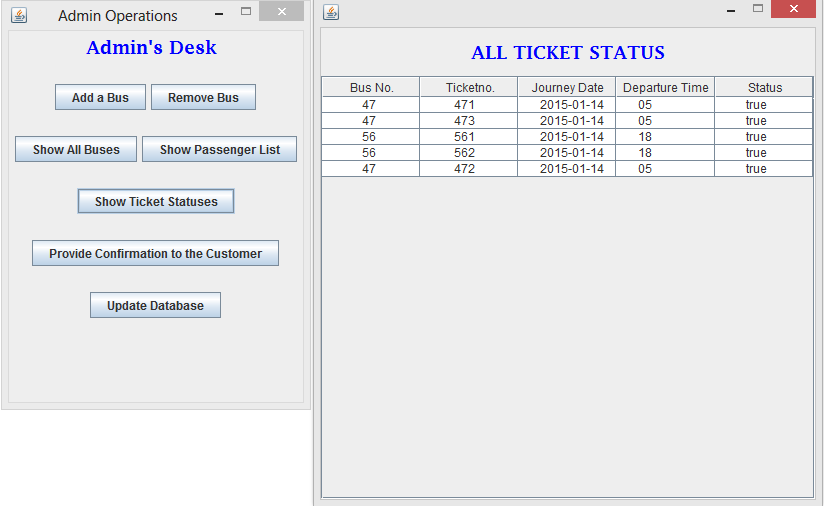 Admin Operations
Admin's Desk
Add a Bus Remove Bus
Show All Buses Show Passenger List
Show Ticket Statuses
Provide Confirmation to the Customer
Update Database
ALL TICKET STATUS
Bus No. Ticketno. Journey Date Departure Time Status
47 471 2015-01-14 05 true
47 473 2015-01-14 05 true
56 561 2015-01-14 18 true
56 562 2015-01-14 18 true
47 472 2015-01-14 05 true